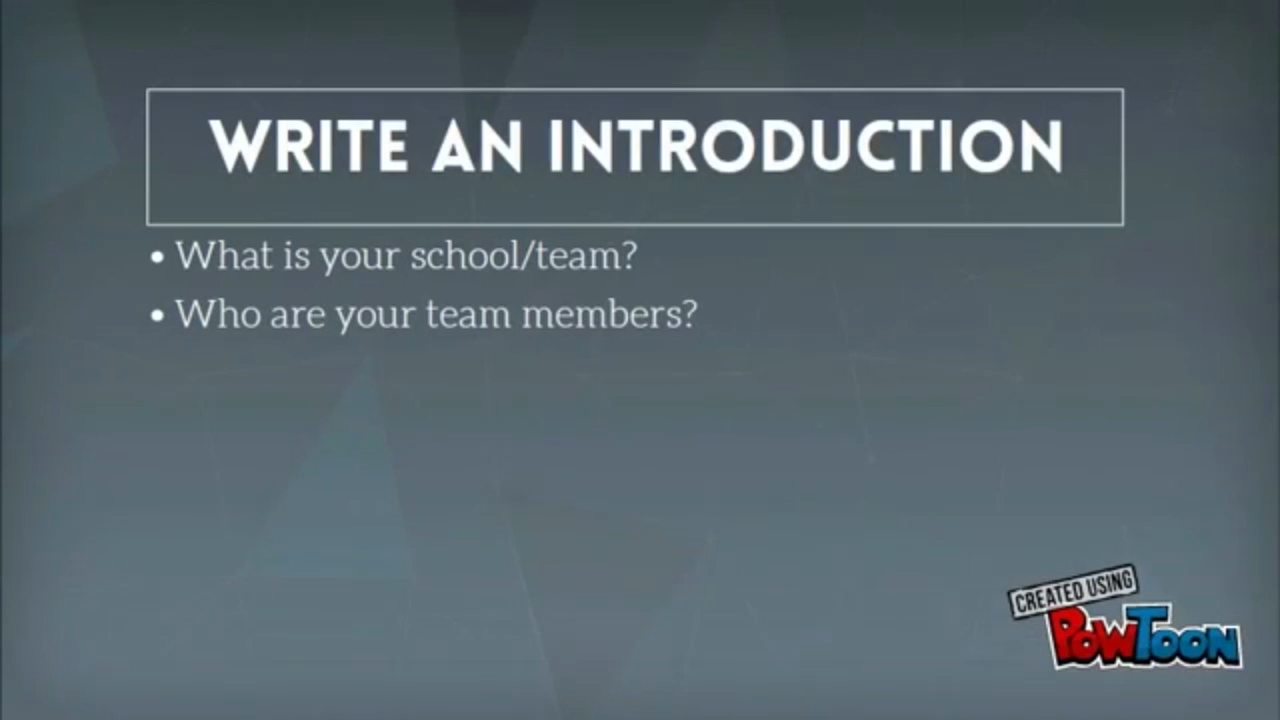 WRITE AN INTRODUCTION
• What is your school/team?
• Who are your team members?
CREATED USING
POWTOON